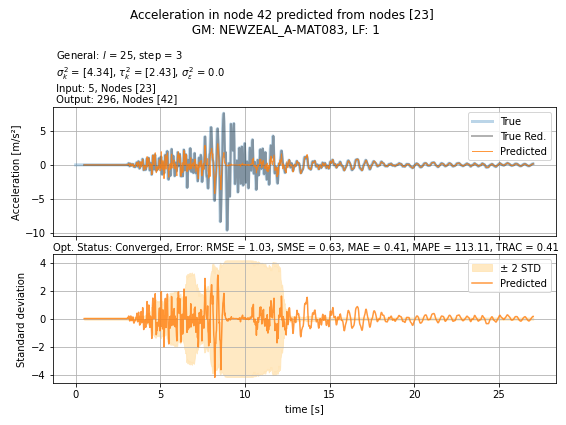 Acceleration in node 42 predicted from nodes [23]
GM: NEWZEAL_A-MAT083, LF: 1
General: l = 25, step = 3
σ²ₖ = [4.34], τ²ₖ = [2.43], σ²ε = 0.0
Input: 5, Nodes [23]
Output: 296, Nodes [42]
True
True Red.
Predicted
Acceleration [m/s²]
5
0
−5
−10
Opt. Status: Converged, Error: RMSE = 1.03, SMSE = 0.63, MAE = 0.41, MAPE = 113.11, TRAC = 0.41
± 2 STD
Predicted
Standard deviation
4
2
0
−2
−4
0 5 10 15 20 25
time [s]